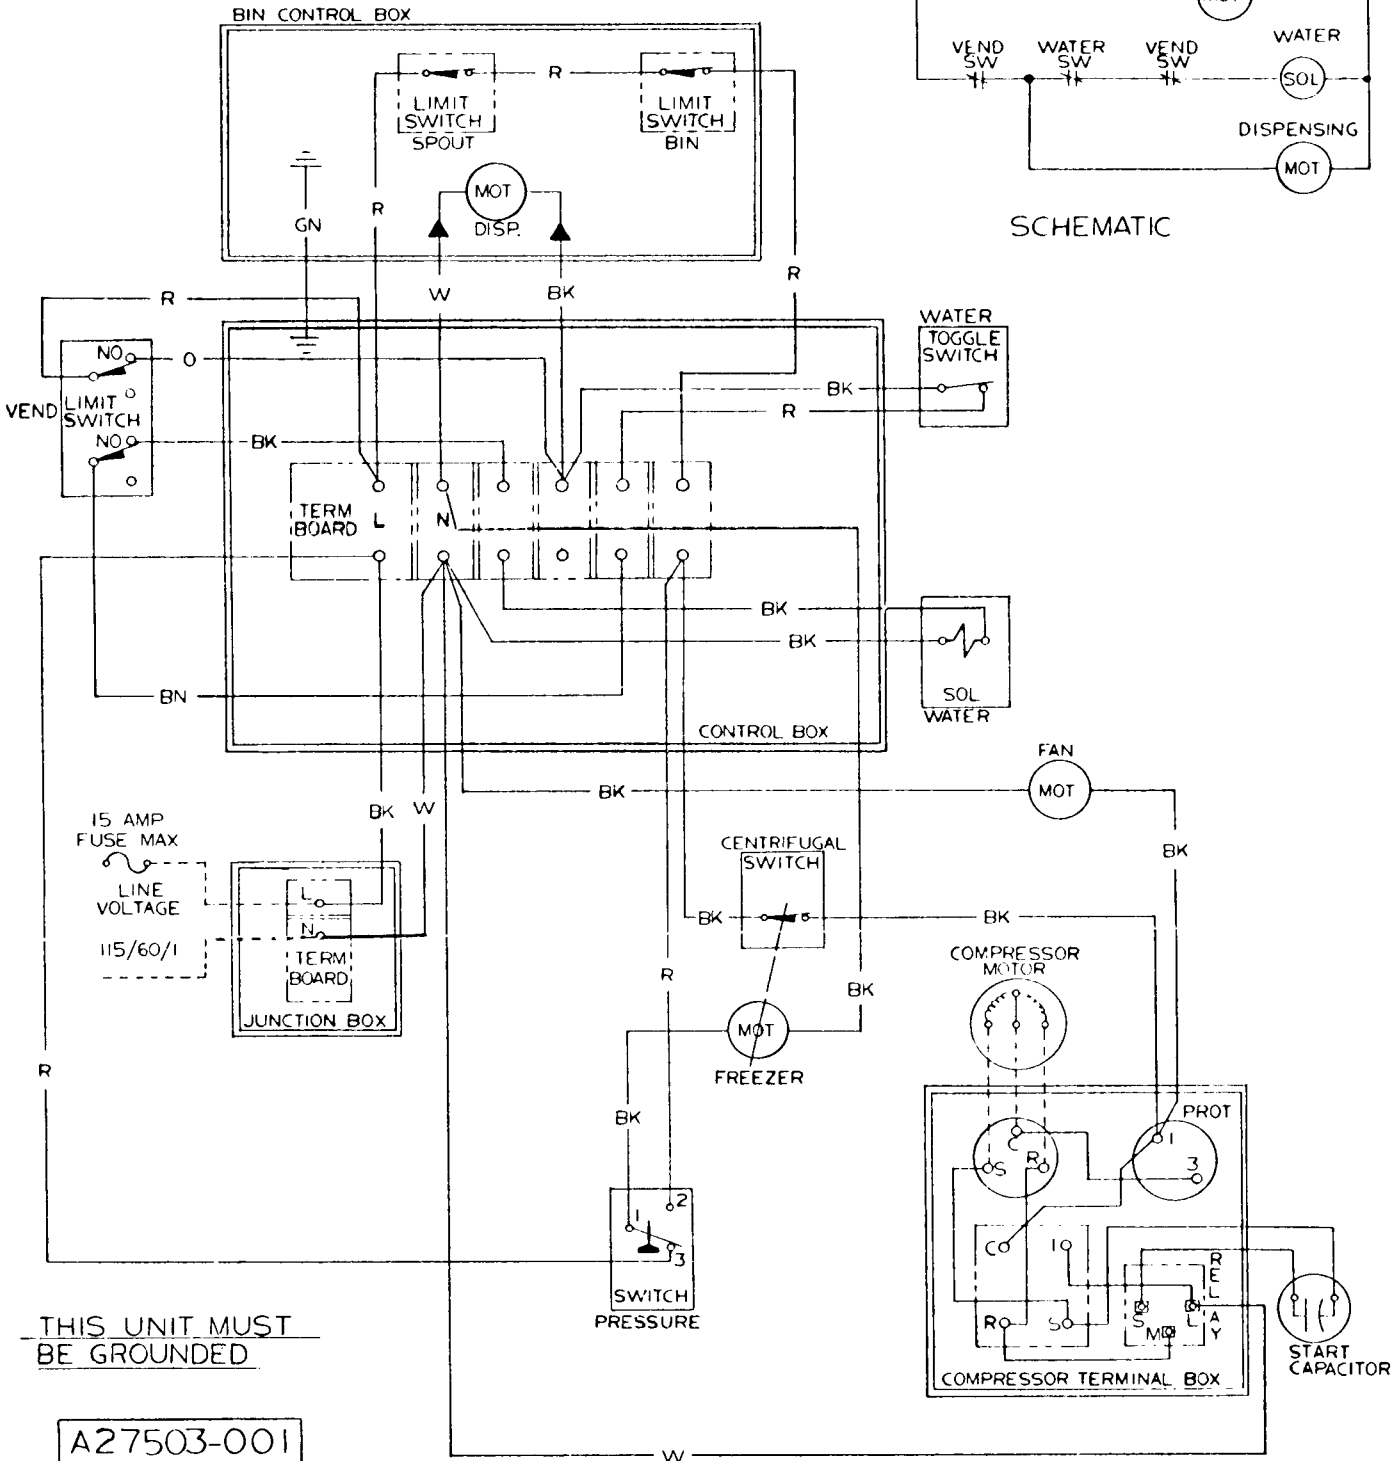 BIN CONTROL BOX
LIMIT
SWITCH
SPOUT
R
LIMIT
SWITCH
BIN
VEND
SW
WATER
SW
VEND
SW
WATER
SOL
DISPENSING
MOT
SCHEMATIC
GN
R
MOT
DISP.
R
W
BK
R
WATER
TOGGLE
SWITCH
NO
O
BK
R
VEND
LIMIT
SWITCH
NO
BK
TERM
BOARD
L
N
BK
BK
SOL
WATER
BN
CONTROL BOX
FAN
MOT
BK
BK
W
BK
15 AMP
FUSE MAX
LINE
VOLTAGE
115/60/1
L
N
TERM
BOARD
JUNCTION BOX
CENTRIFUGAL
SWITCH
BK
BK
COMPRESSOR
MOTOR
R
BK
MOT
FREEZER
R
BK
PROT
C
S
R
1
3
2
1
3
SWITCH
PRESSURE
C
1
R
S
S
L
M
RELAY
START
CAPACITOR
COMPRESSOR TERMINAL BOX
THIS UNIT MUST
BE GROUNDED
A27503-001
W